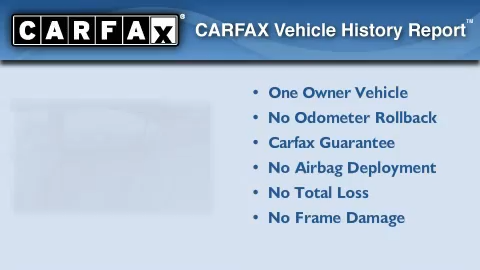 CARFAX® CARFAX Vehicle History Report™
• One Owner Vehicle
• No Odometer Rollback
• Carfax Guarantee
• No Airbag Deployment
• No Total Loss
• No Frame Damage